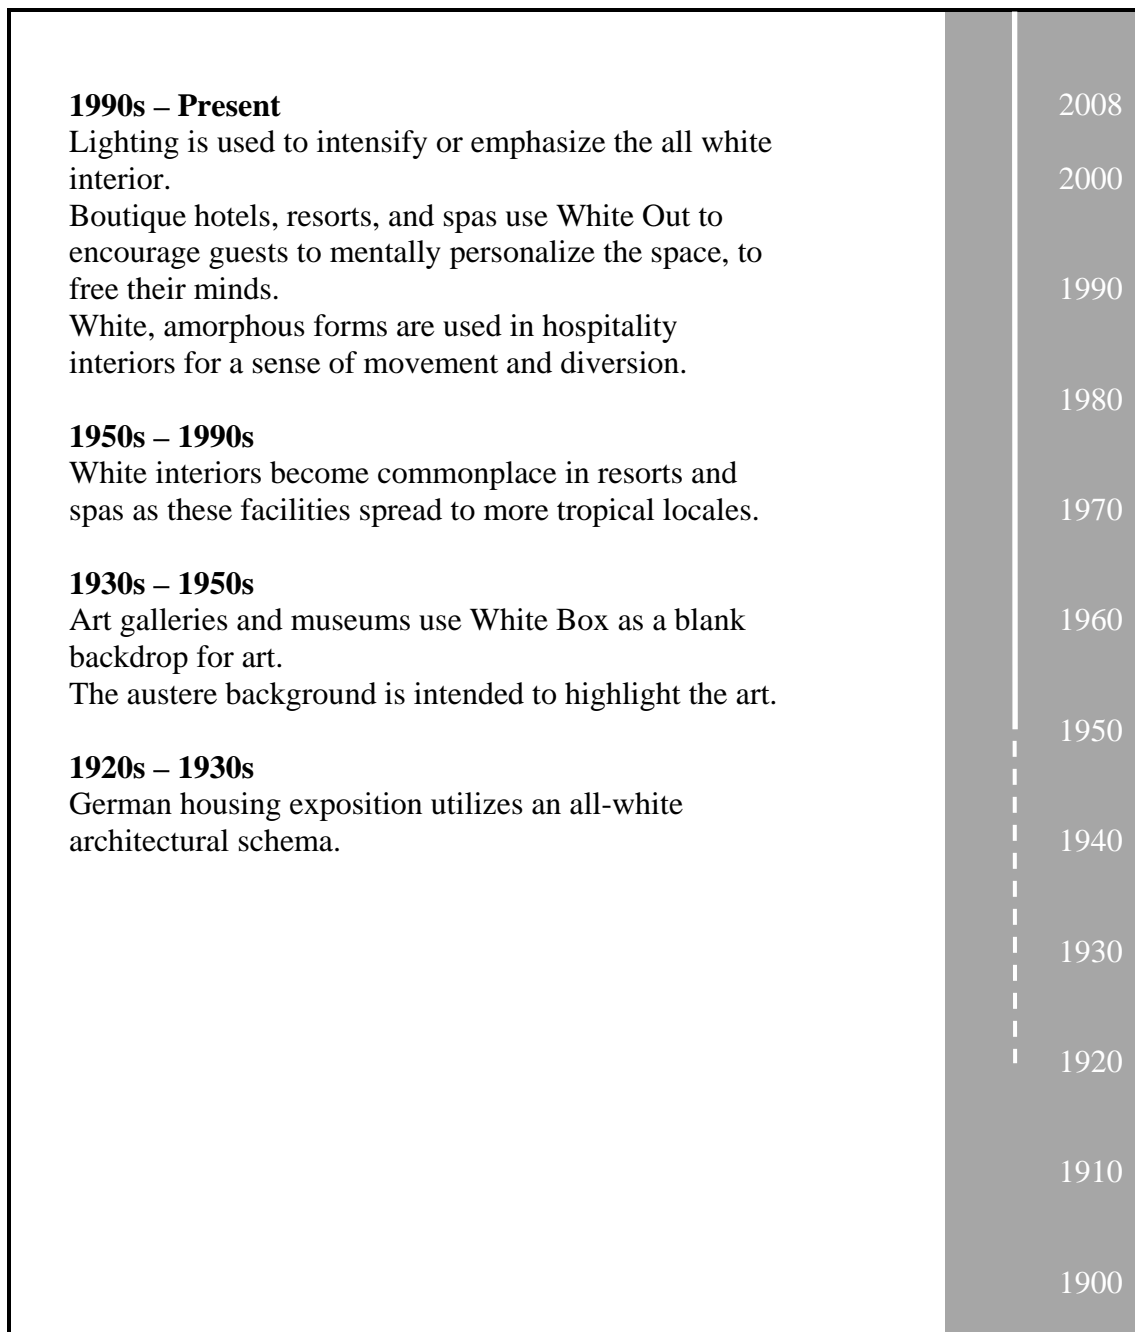 1990s – Present
Lighting is used to intensify or emphasize the all white
interior.
Boutique hotels, resorts, and spas use White Out to
encourage guests to mentally personalize the space, to
free their minds.
White, amorphous forms are used in hospitality
interiors for a sense of movement and diversion.
1950s – 1990s
White interiors become commonplace in resorts and
spas as these facilities spread to more tropical locales.
1930s – 1950s
Art galleries and museums use White Box as a blank
backdrop for art.
The austere background is intended to highlight the art.
1920s – 1930s
German housing exposition utilizes an all-white
architectural schema.
2008
2000
1990
1980
1970
1960
1950
1940
1930
1920
1910
1900